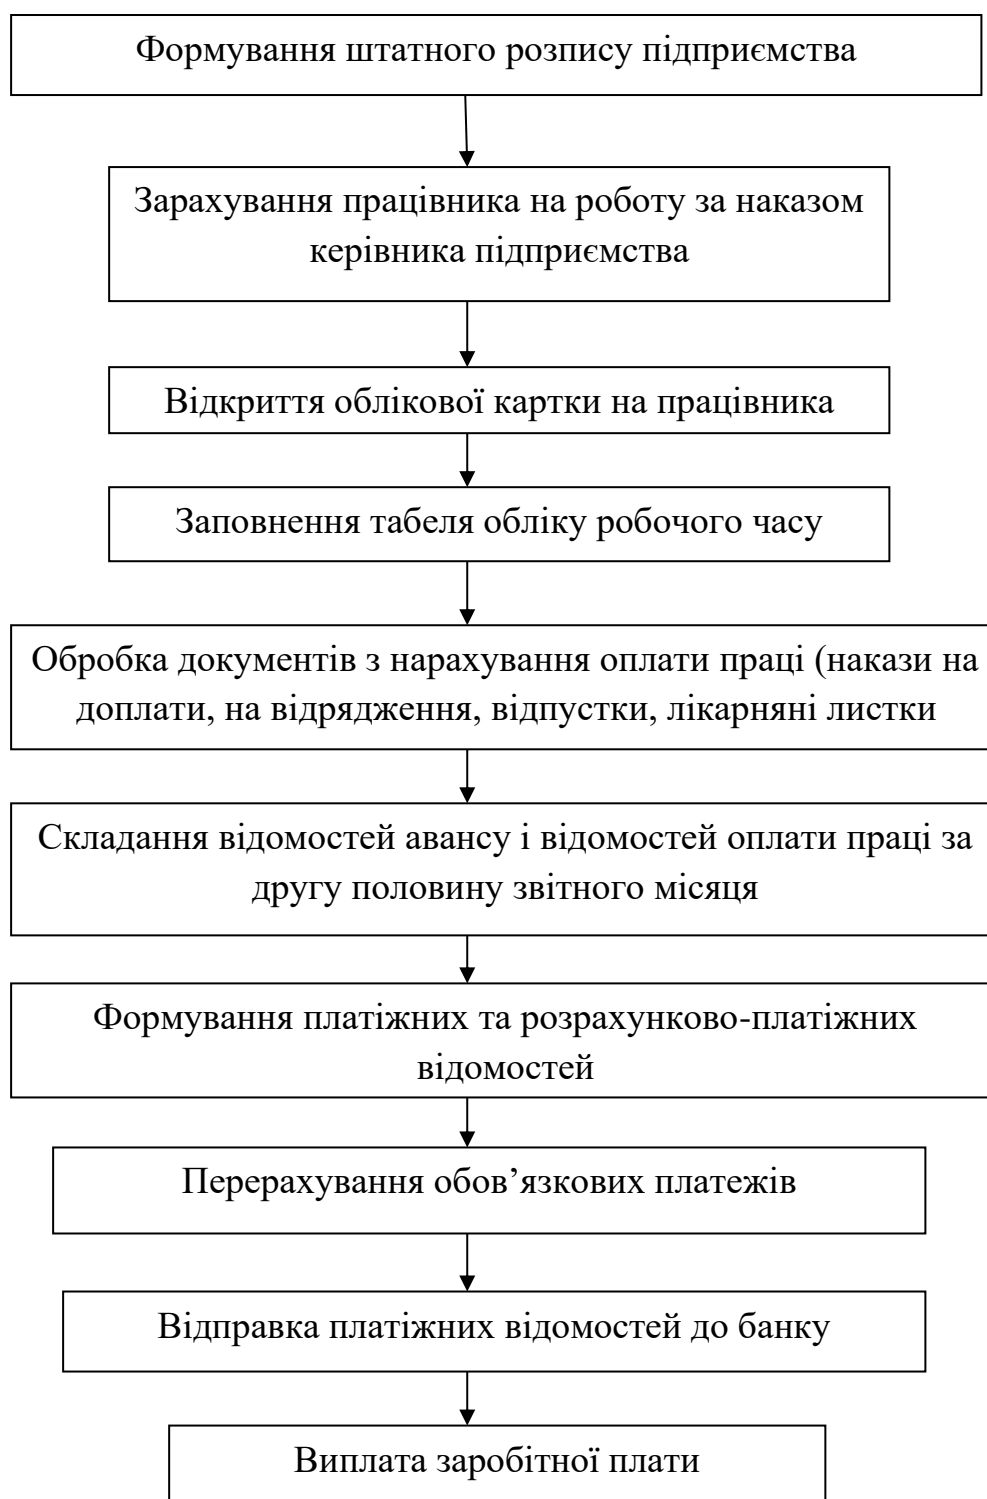 Формування штатного розпису підприємства
Зарахування працівника на роботу за наказом
керівника підприємства
Відкриття облікової картки на працівника
Заповнення табеля обліку робочого часу
Обробка документів з нарахування оплати праці (накази на
доплати, на відрядження, відпустки, лікарняні листки
Складання відомостей авансу і відомостей оплати праці за
другу половину звітного місяця
Формування платіжних та розрахунково-платіжних
відомостей
Перерахування обов’язкових платежів
Відправка платіжних відомостей до банку
Виплата заробітної плати